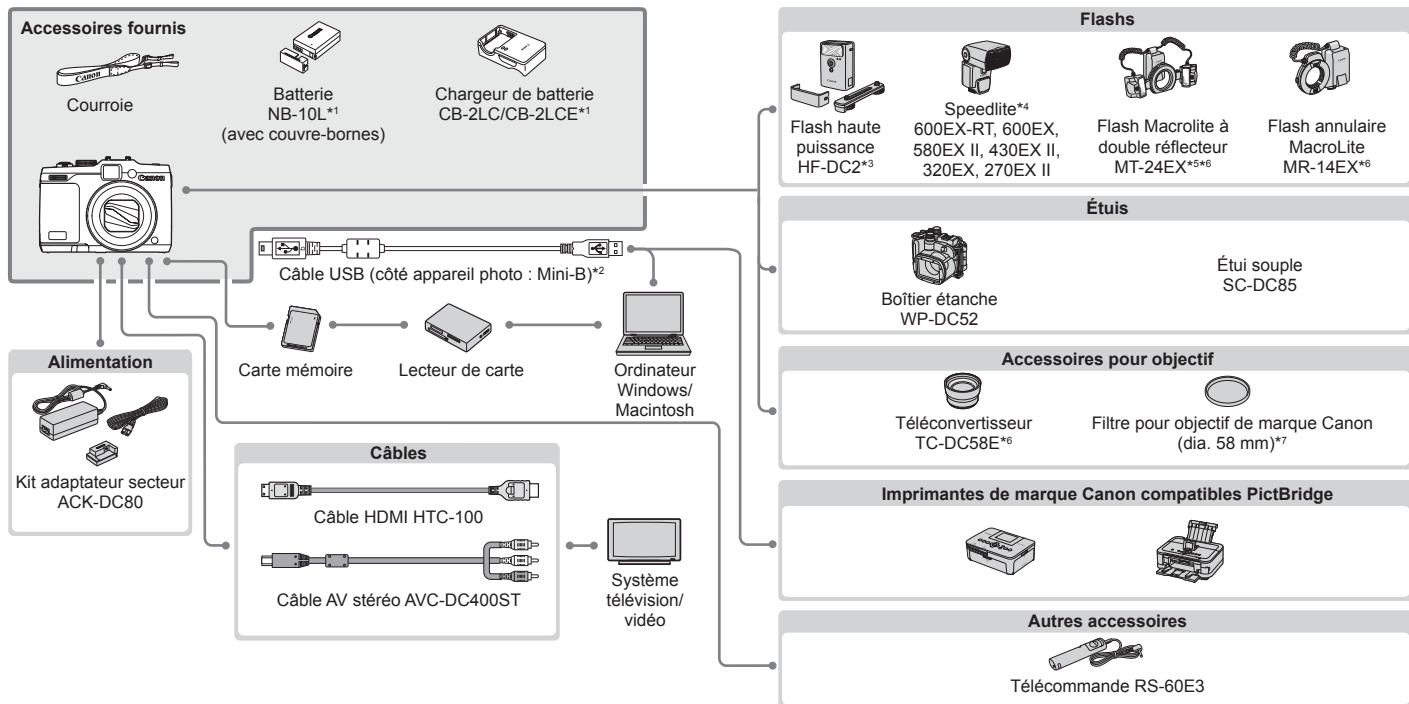 Accessoires fournis
Canon
Courroie
Batterie
NB-10L*1
(avec couvre-bornes)
Chargeur de batterie
CB-2LC/CB-2LCE*1
Canon
Câble USB (côté appareil photo : Mini-B)*2
Carte mémoire
Lecteur de carte
Ordinateur
Windows/
Macintosh
Alimentation
Kit adaptateur secteur
ACK-DC80
Câbles
Câble HDMI HTC-100
Câble AV stéréo AVC-DC400ST
Système
télévision/
vidéo
Flashs
Flash haute
puissance
HF-DC2*3
Speedlite*4
600EX-RT, 600EX,
580EX II, 430EX II,
320EX, 270EX II
Flash Macrolite à
double réflecteur
MT-24EX*5*6
Flash annulaire
MacroLite
MR-14EX*6
Étuis
Boîtier étanche
WP-DC52
Étui souple
SC-DC85
Accessoires pour objectif
Téléconvertisseur
TC-DC58E*6
Filtre pour objectif de marque Canon
(dia. 58 mm)*7
Imprimantes de marque Canon compatibles PictBridge
Autres accessoires
Télécommande RS-60E3